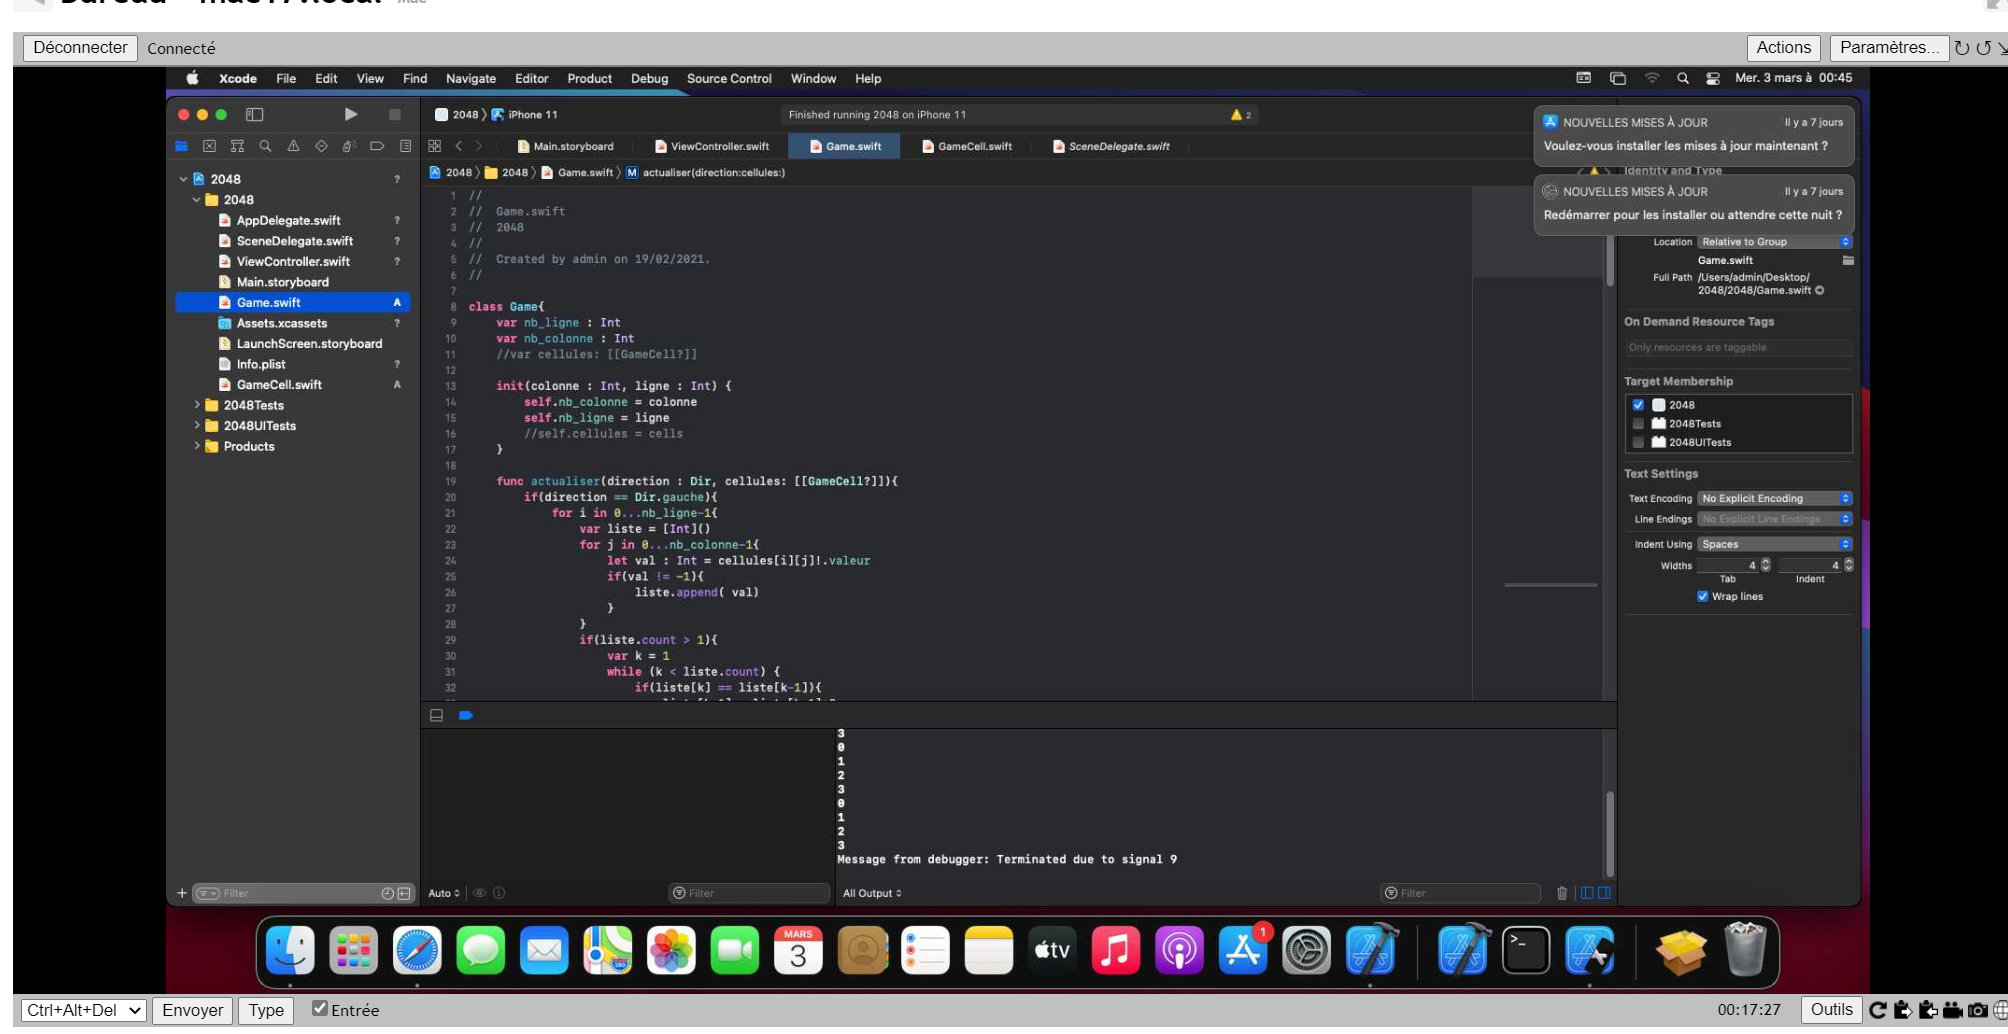 Mac
Déconnecter Connecté Actions Paramètres...
Xcode File Edit View Find Navigate Editor Product Debug Source Control Window Help Mer. 3 mars à 00:45
2048 iPhone 11 Finished running 2048 on iPhone 11 2
NOUVELLES MISES À JOUR Il y a 7 jours
Voulez-vous installer les mises à jour maintenant ?
NOUVELLES MISES À JOUR Il y a 7 jours
Redémarrer pour les installer ou attendre cette nuit ?
Main.storyboard ViewController.swift Game.swift GameCell.swift SceneDelegate.swift
2048 2048 Game.swift M actualiser(direction:cellules:)
2048 ?
2048
AppDelegate.swift ?
SceneDelegate.swift ?
ViewController.swift ?
Main.storyboard
Game.swift A
Assets.xcassets ?
LaunchScreen.storyboard
Info.plist ?
GameCell.swift A
2048Tests
2048UITests
Products
1 //
2 // Game.swift
3 // 2048
4 //
5 // Created by admin on 19/02/2021.
6 //
7
8 class Game{
9 var nb_ligne : Int
10 var nb_colonne : Int
11 //var cellules: [[GameCell?]]
12
13 init(colonne : Int, ligne : Int) {
14 self.nb_colonne = colonne
15 self.nb_ligne = ligne
16 //self.cellules = cells
17 }
18
19 func actualiser(direction : Dir, cellules: [[GameCell?]]){
20 if(direction == Dir.gauche){
21 for i in 0...nb_ligne-1{
22 var liste = [Int]()
23 for j in 0...nb_colonne-1{
24 let val : Int = cellules[i][j]!.valeur
25 if(val != -1){
26 liste.append( val)
27 }
28 }
29 if(liste.count > 1){
30 var k = 1
31 while (k < liste.count) {
32 if(liste[k] == liste[k-1]){
Identity and Type
Location Relative to Group
Game.swift
Full Path /Users/admin/Desktop/
2048/2048/Game.swift
On Demand Resource Tags
Only resources are taggable
Target Membership
2048
2048Tests
2048UITests
Text Settings
Text Encoding No Explicit Encoding
Line Endings No Explicit Line Endings
Indent Using Spaces
Widths 4 4
Tab Indent
Wrap lines
3
0
1
2
3
0
1
2
3
Message from debugger: Terminated due to signal 9
Filter Auto Filter All Output Filter
MARS
3
tv
1
Ctrl+Alt+Del Envoyer Type Entrée 00:17:27 Outils